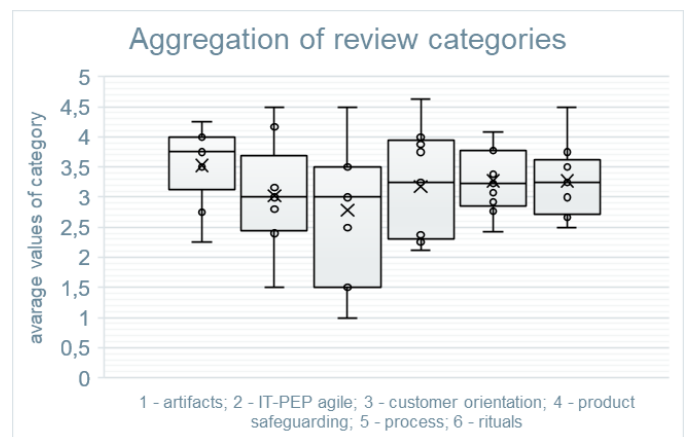 Aggregation of review categories
avarage values of category
5
4,5
4
3,5
3
2,5
2
1,5
1
0,5
0
1 - artifacts; 2 - IT-PEP agile; 3 - customer orientation; 4 - product
safeguarding; 5 - process; 6 - rituals